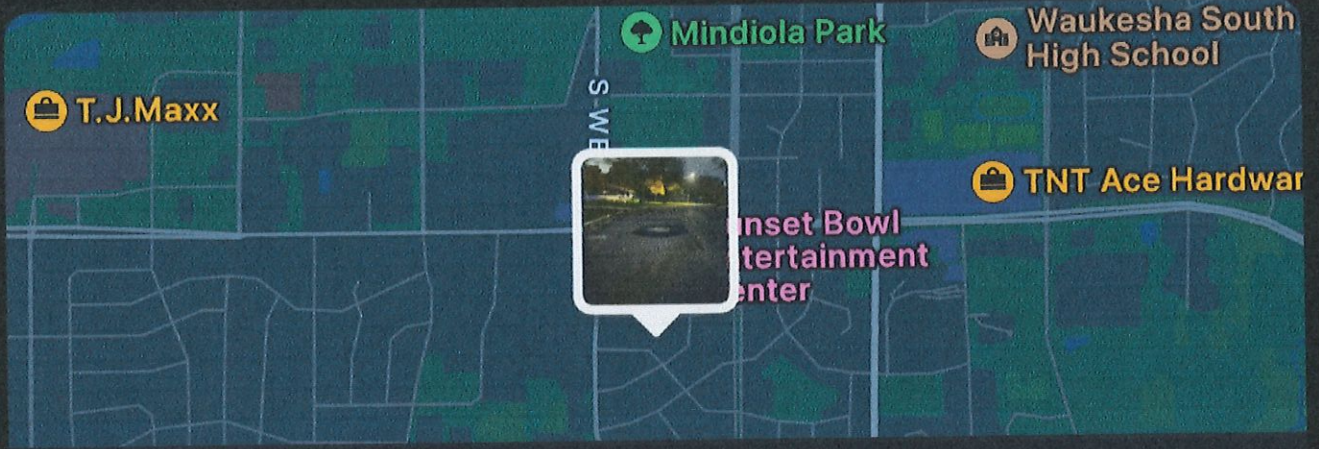 Mindiola Park
Waukesha South
High School
T.J.Maxx
S WE
TNT Ace Hardwar
unset Bowl
tertainment
enter